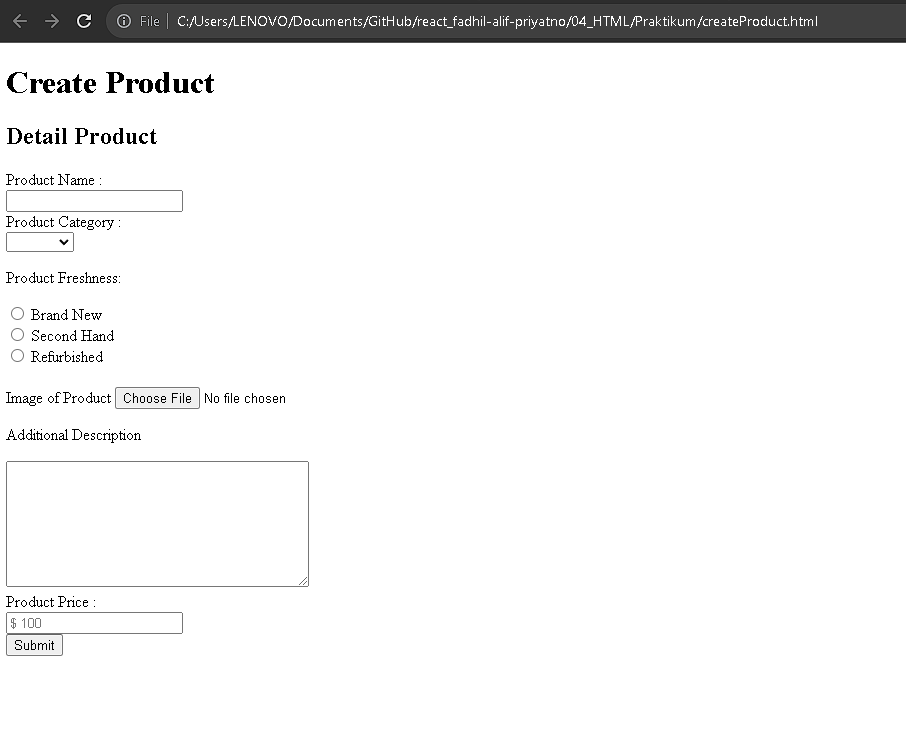 File C:/Users/LENOVO/Documents/GitHub/react_fadhil-alif-priyatno/04_HTML/Praktikum/createProduct.html
Create Product
Detail Product
Product Name :
Product Category :
Product Freshness:
Brand New
Second Hand
Refurbished
Image of Product Choose File No file chosen
Additional Description
Product Price :
$ 100
Submit